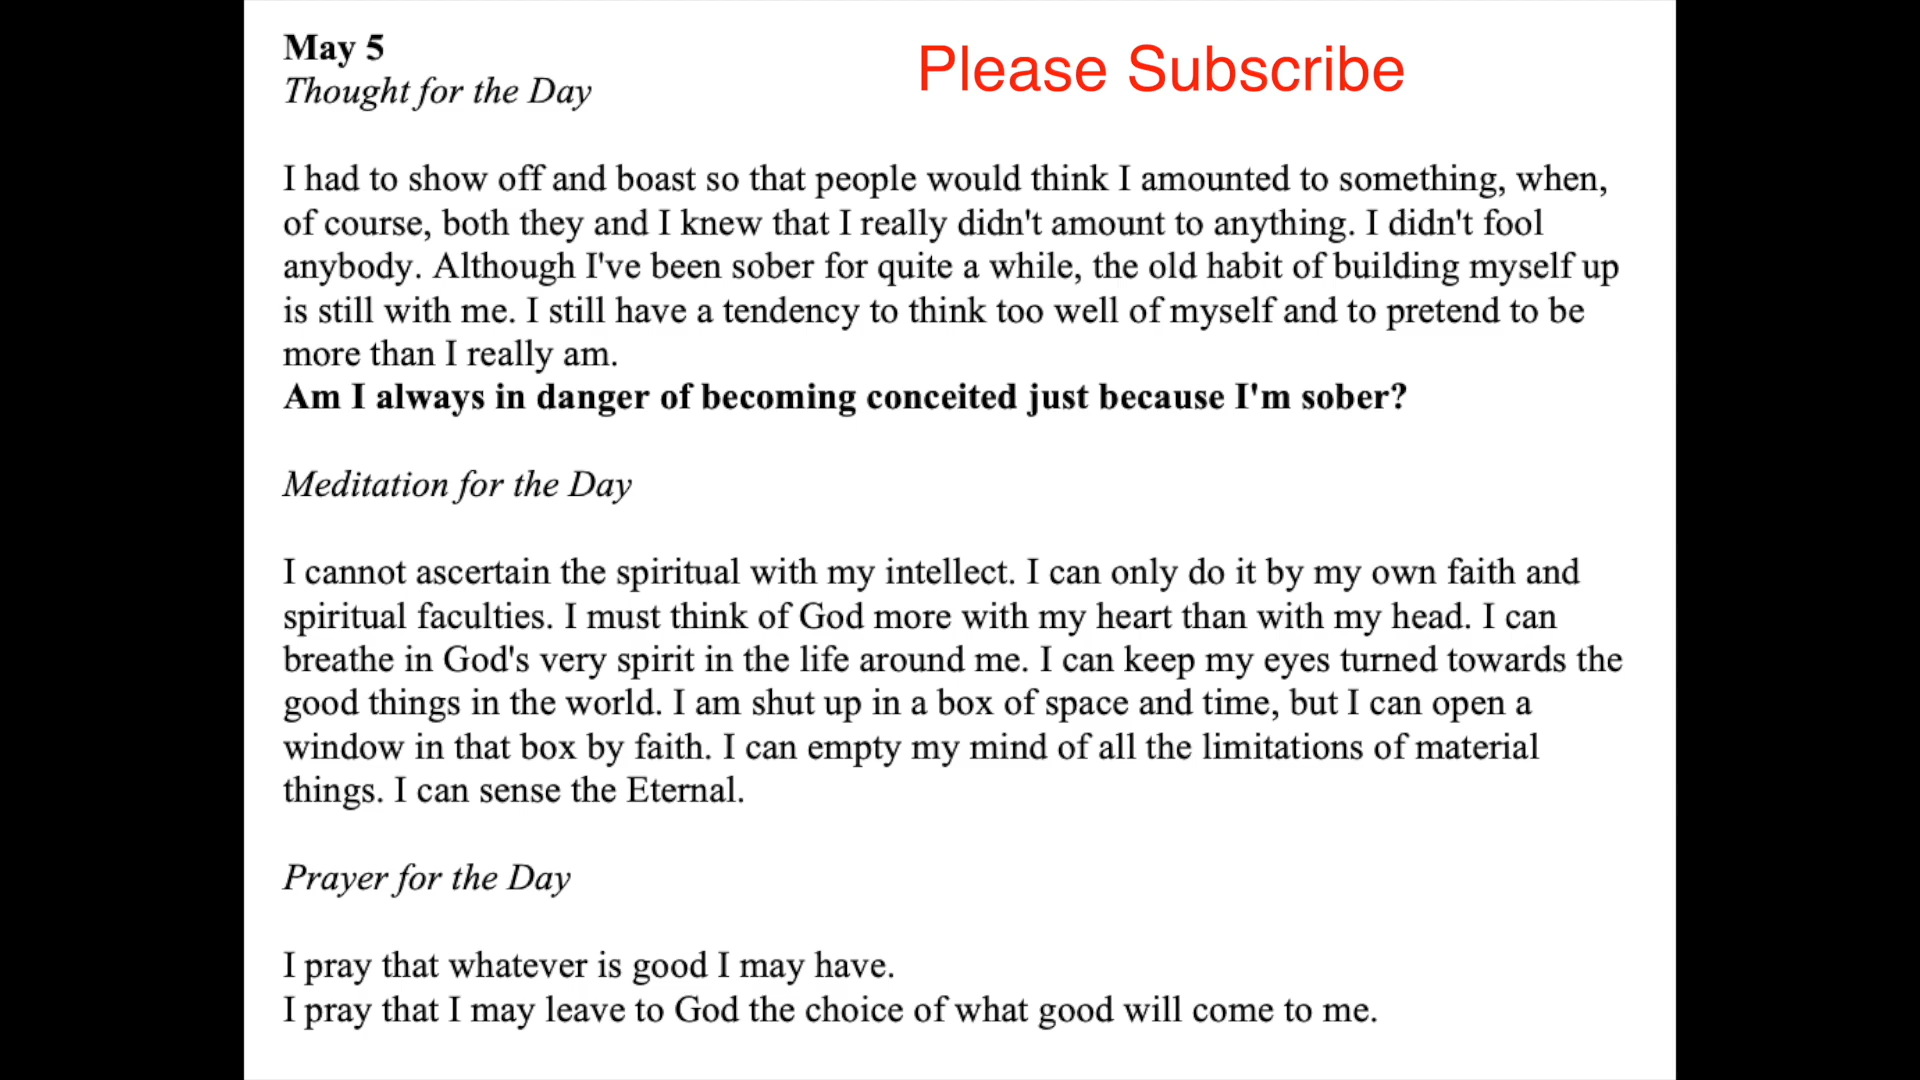 May 5
Please Subscribe
Thought for the Day
I had to show off and boast so that people would think I amounted to something, when,
of course, both they and I knew that I really didn't amount to anything. I didn't fool
anybody. Although I've been sober for quite a while, the old habit of building myself up
is still with me. I still have a tendency to think too well of myself and to pretend to be
more than I really am.
Am I always in danger of becoming conceited just because I'm sober?
Meditation for the Day
I cannot ascertain the spiritual with my intellect. I can only do it by my own faith and
spiritual faculties. I must think of God more with my heart than with my head. I can
breathe in God's very spirit in the life around me. I can keep my eyes turned towards the
good things in the world. I am shut up in a box of space and time, but I can open a
window in that box by faith. I can empty my mind of all the limitations of material
things. I can sense the Eternal.
Prayer for the Day
I pray that whatever is good I may have.
I pray that I may leave to God the choice of what good will come to me.